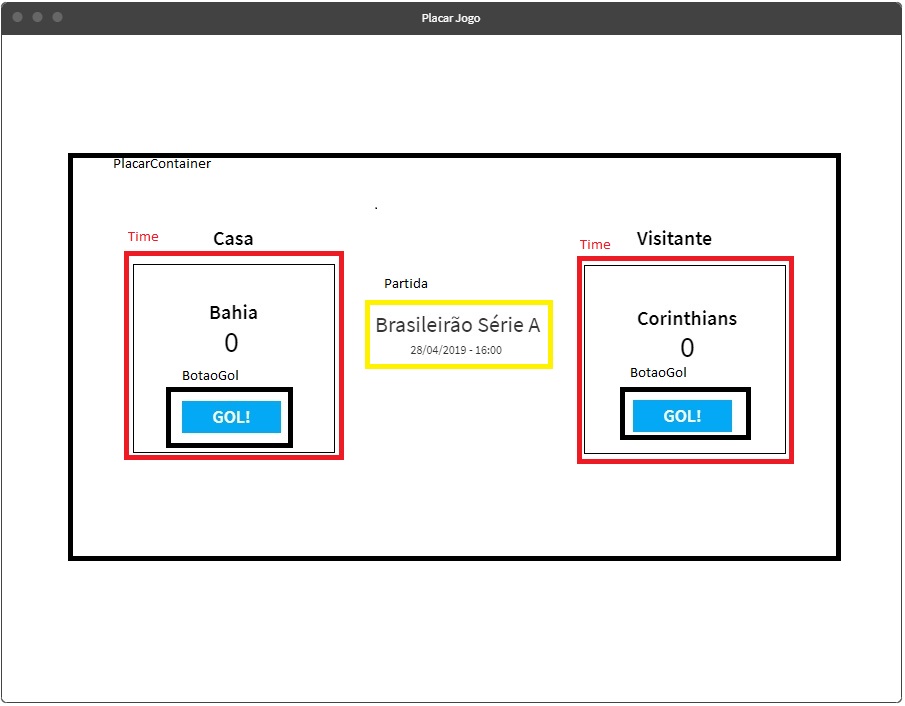 Placar Jogo
PlacarContainer
.
Time
Casa
Time
Visitante
Partida
Bahia
0
BotaoGol
GOL!
Brasileirão Série A
28/04/2019 - 16:00
Corinthians
0
BotaoGol
GOL!